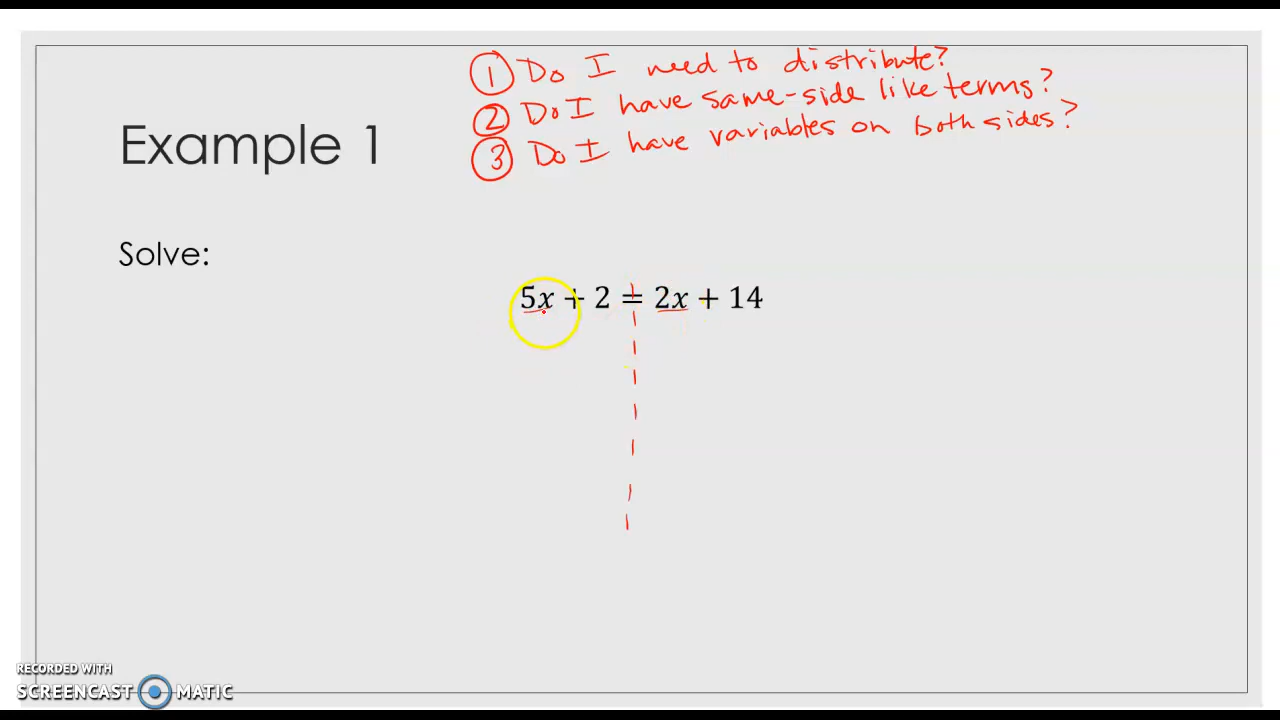 ① Do I need to distribute?
② Do I have same-side like terms?
③ Do I have variables on both sides?
Example 1
Solve:
5x + 2 = 2x + 14
RECORDED WITH
SCREENCAST MATIC